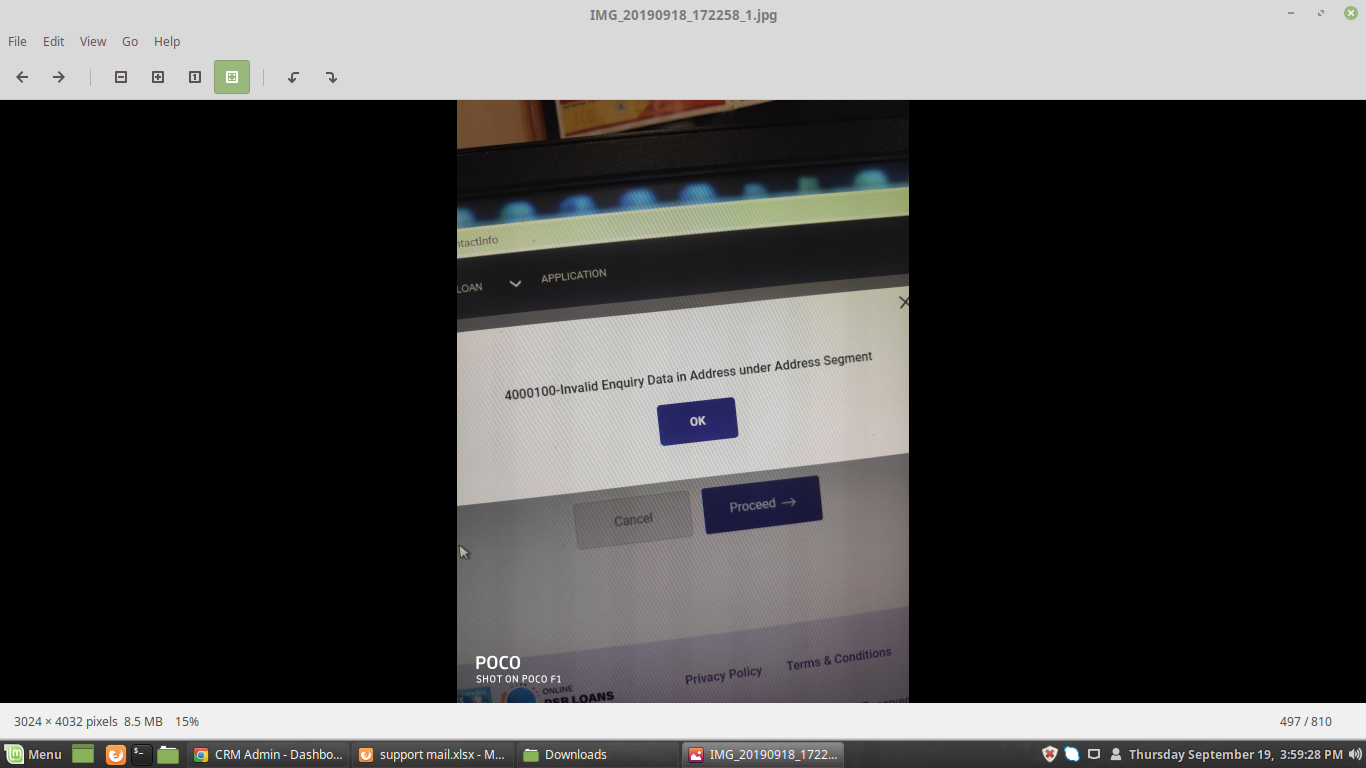 IMG_20190918_172258_1.jpg
File Edit View Go Help
ntactInfo
LOAN APPLICATION
4000100-Invalid Enquiry Data in Address under Address Segment
OK
Cancel Proceed
Privacy Policy Terms & Conditions
POCO
SHOT ON POCO F1
ONLINE
PSB LOANS
3024 × 4032 pixels 8.5 MB 15% 497 / 810
Menu CRM Admin - Dashbo... support mail.xlsx - M... Downloads IMG_20190918_1722... Thursday September 19, 3:59:28 PM